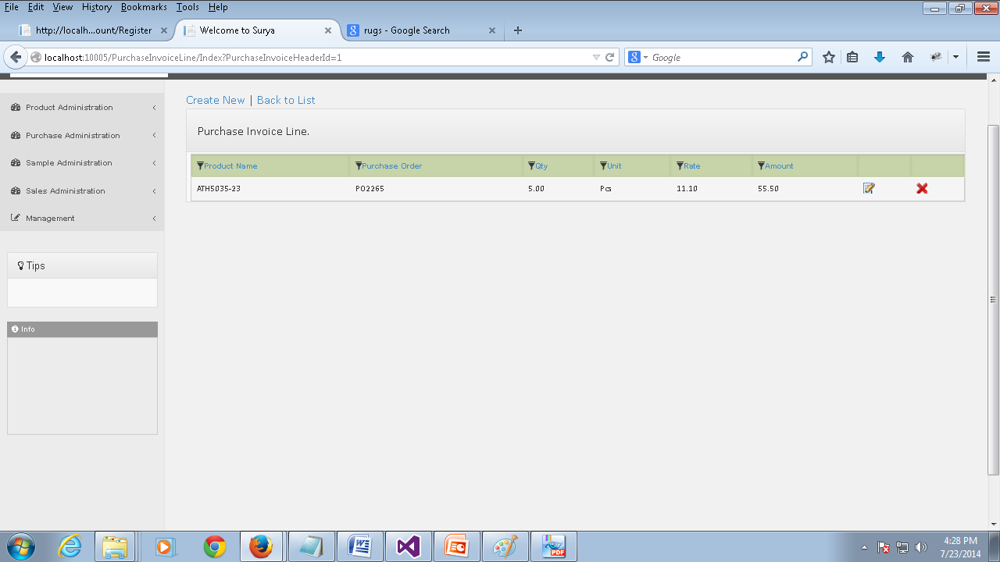 File Edit View History Bookmarks Tools Help
http://localh...ount/Register
Welcome to Surya
rugs - Google Search
localhost:10005/PurchaseInvoiceLine/Index?PurchaseInvoiceHeaderId=1
Google
Product Administration
Purchase Administration
Sample Administration
Sales Administration
Management
Tips
Info
Create New | Back to List
Purchase Invoice Line.
Product Name Purchase Order Qty Unit Rate Amount
ATH5035-23 PO2265 5.00 Pcs 11.10 55.50
PDF
4:28 PM
7/23/2014